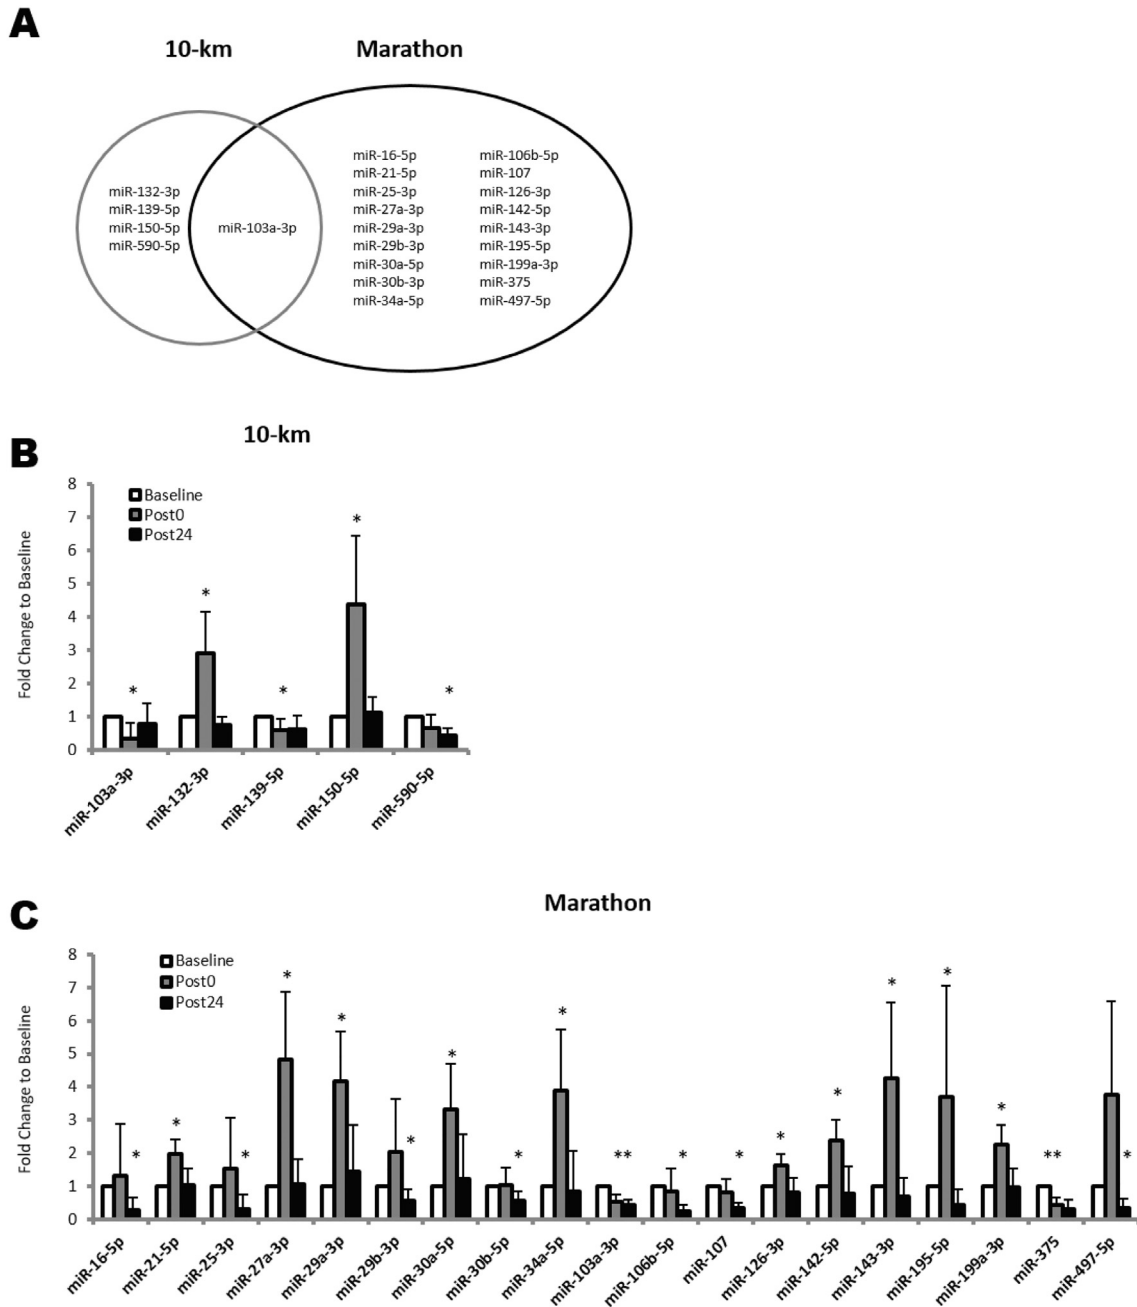 A
10-km
Marathon
miR-132-3p
miR-139-5p
miR-150-5p
miR-590-5p
miR-103a-3p
miR-16-5p
miR-21-5p
miR-25-3p
miR-27a-3p
miR-29a-3p
miR-29b-3p
miR-30a-5p
miR-30b-3p
miR-34a-5p
miR-106b-5p
miR-107
miR-126-3p
miR-142-5p
miR-143-3p
miR-195-5p
miR-199a-3p
miR-375
miR-497-5p
B
10-km
Fold Change to Baseline
8
7
6
5
4
3
2
1
0
Baseline
Post0
Post24
*
*
*
*
*
miR-103a-3p
miR-132-3p
miR-139-5p
miR-150-5p
miR-590-5p
C
Marathon
Fold Change to Baseline
8
7
6
5
4
3
2
1
0
Baseline
Post0
Post24
*
*
*
*
*
*
*
*
*
**
*
*
*
*
*
*
*
**
*
miR-16-5p
miR-21-5p
miR-25-3p
miR-27a-3p
miR-29a-3p
miR-29b-3p
miR-30a-5p
miR-30b-5p
miR-34a-5p
miR-103a-3p
miR-106b-5p
miR-107
miR-126-3p
miR-142-5p
miR-143-3p
miR-195-5p
miR-199a-3p
miR-375
miR-497-5p